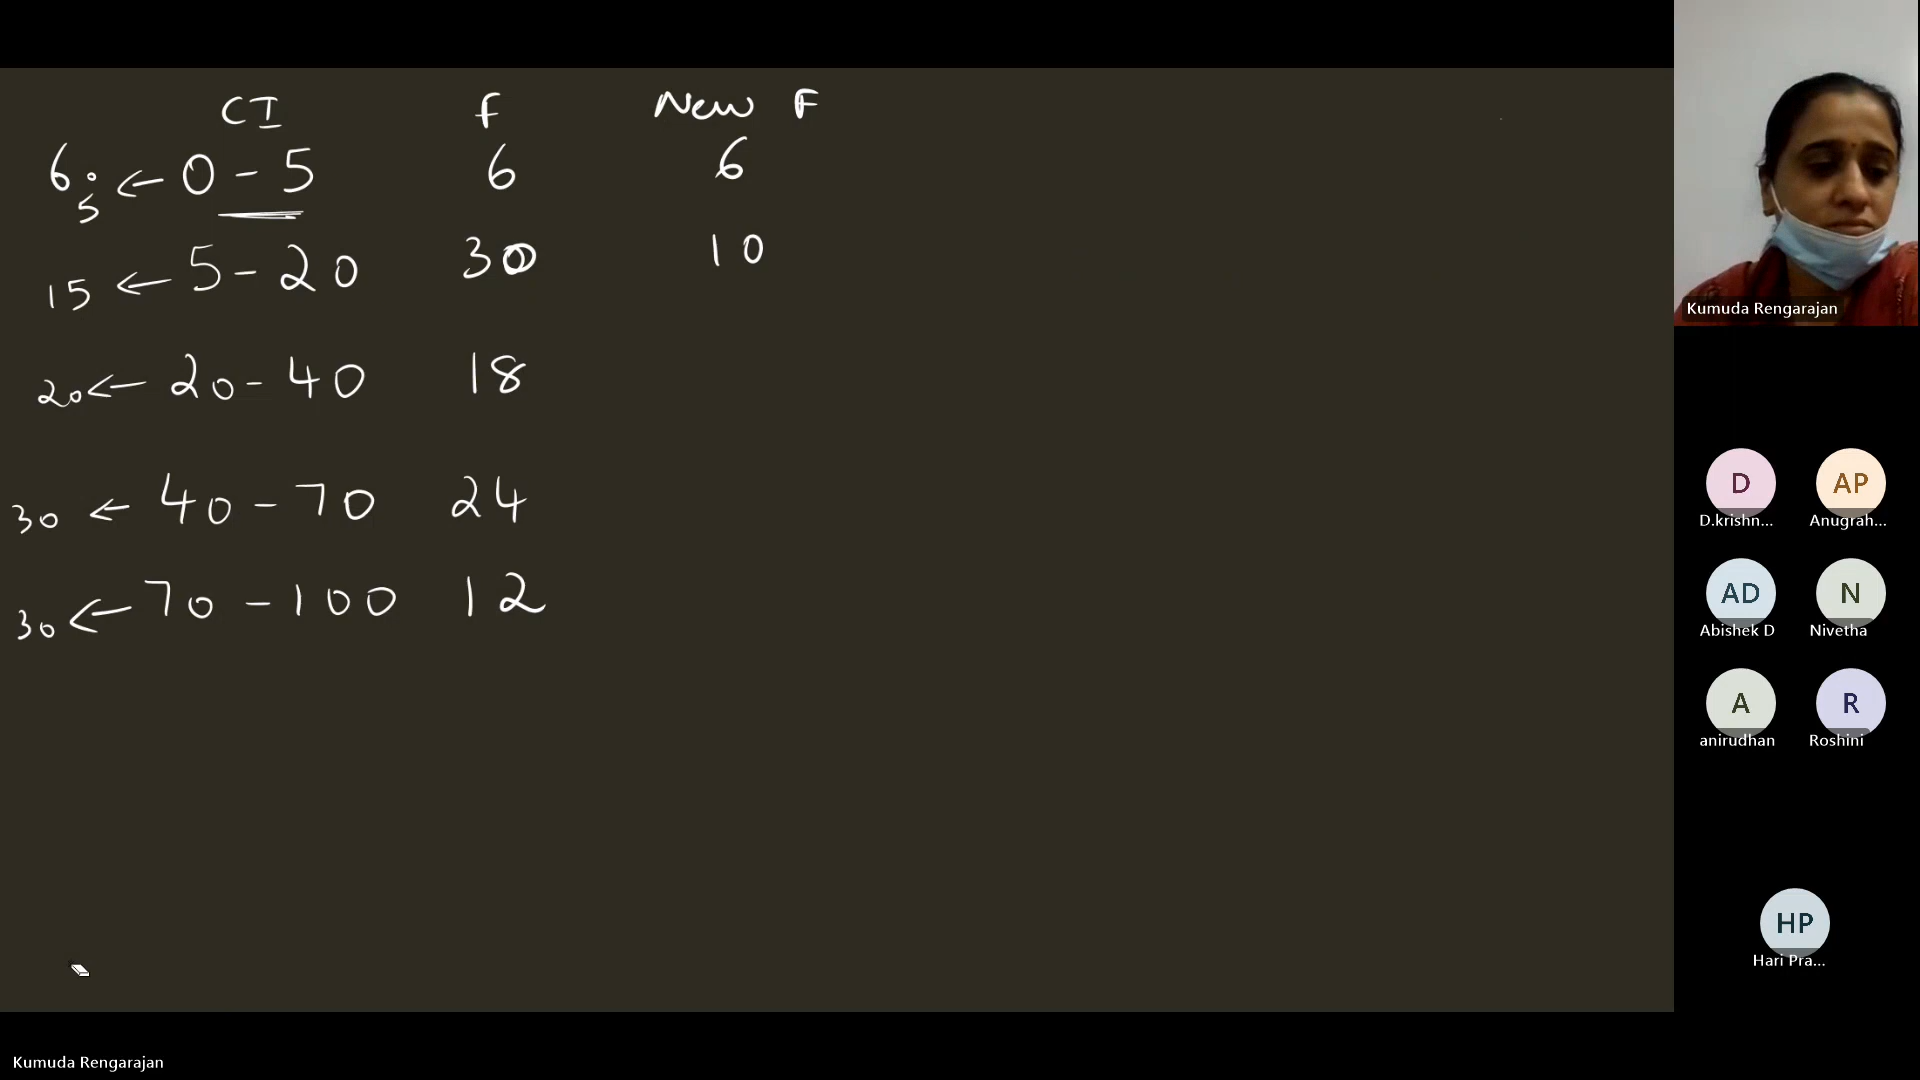 CI f New F
6. 5 ← 0 - 5 6 6
15 ← 5 - 20 30 10
20 ← 20 - 40 18
30 ← 40 - 70 24
30 ← 70 - 100 12
Kumuda Rengarajan
D AP
D.krishn... Anugrah...
AD N
Abishek D Nivetha
A R
anirudhan Roshini
HP
Hari Pra...
Kumuda Rengarajan